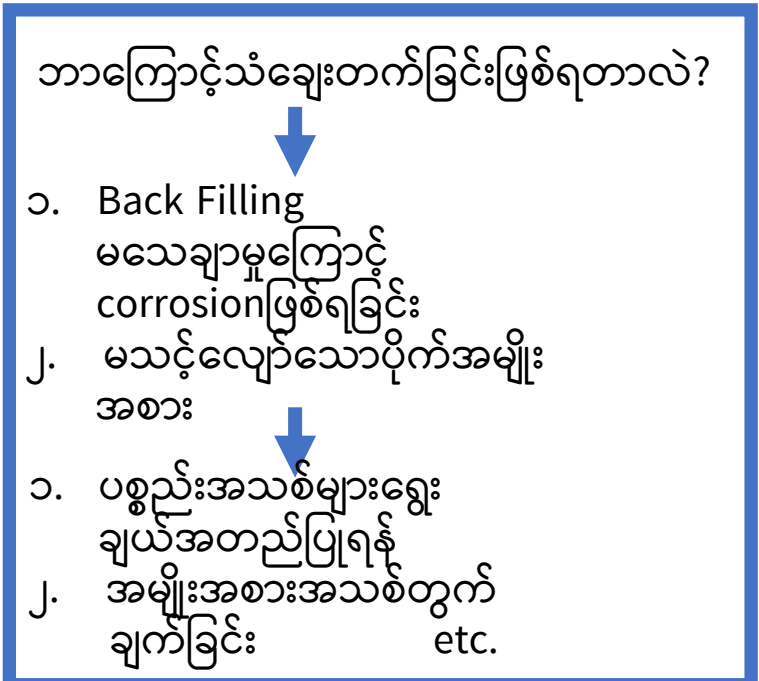 ဘာကြောင့်သံချေးတက်ခြင်းဖြစ်ရတာလဲ?
၁. Back Filling
မသေချာမှုကြောင့်
corrosionဖြစ်ရခြင်း
၂. မသင့်လျော်သောပိုက်အမျိုး
အစား
၁. ပစ္စည်းအသစ်များရွေး
ချယ်အတည်ပြုရန်
၂. အမျိုးအစားအသစ်တွက်
ချက်ခြင်း etc.